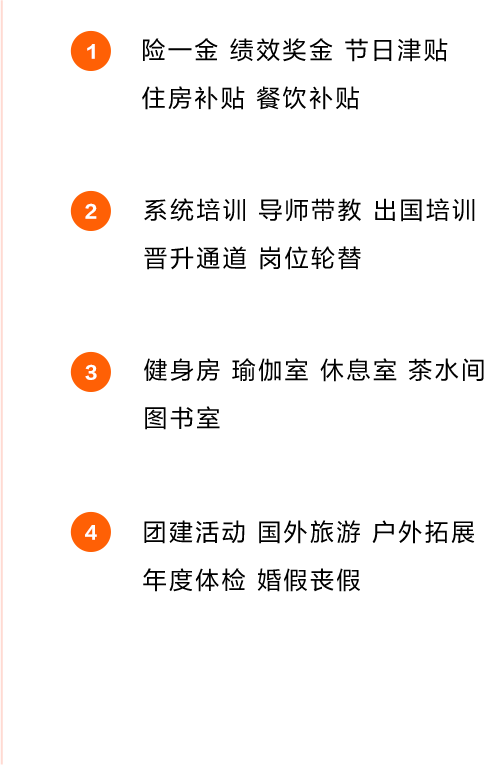 1 险一金 绩效奖金 节日津贴
住房补贴 餐饮补贴
2 系统培训 导师带教 出国培训
晋升通道 岗位轮替
3 健身房 瑜伽室 休息室 茶水间
图书室
4 团建活动 国外旅游 户外拓展
年度体检 婚假丧假